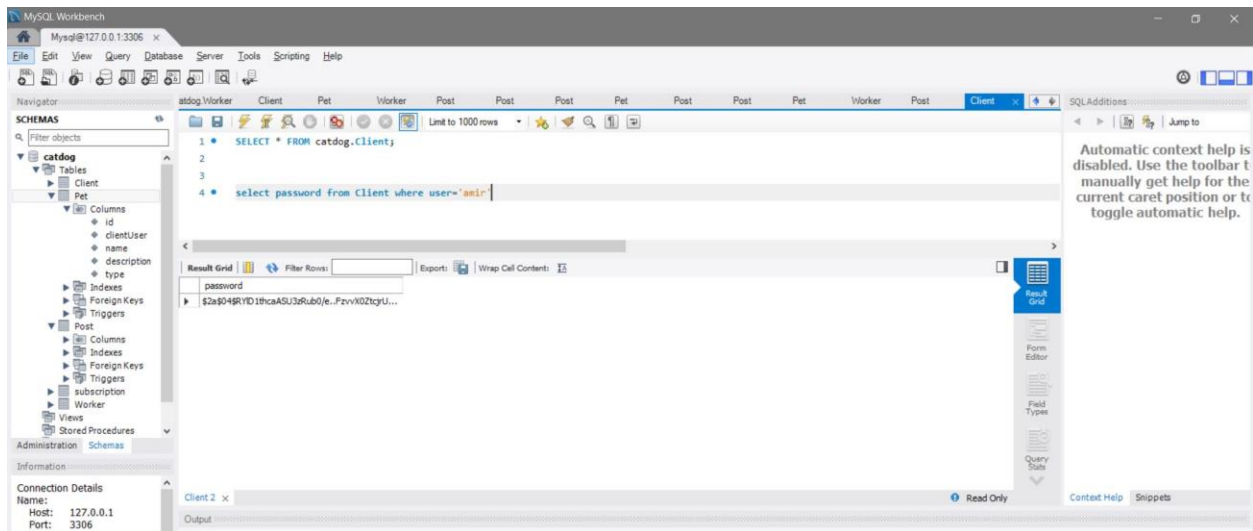 MySQL Workbench
Mysql@127.0.0.1:3306 ×
File Edit View Query Database Server Tools Scripting Help
Navigator
SCHEMAS
Filter objects
catdog
Tables
Client
Pet
Columns
id
clientUser
name
description
type
Indexes
Foreign Keys
Triggers
Post
Columns
Indexes
Foreign Keys
Triggers
subscription
Worker
Views
Stored Procedures
Administration Schemas
Information
Connection Details
Name:
Host: 127.0.0.1
Port: 3306
atdog.Worker Client Pet Worker Post Post Post Pet Post Post Pet Worker Post Client ×
Limit to 1000 rows
1 SELECT * FROM catdog.Client;
2
3
4 select password from Client where user='amir'
Result Grid Filter Rows: Export: Wrap Cell Content:
password
Result
Grid
Form
Editor
Field
Types
Query
Stats
Client 2 × Read Only
Output
SQLAdditions
Jump to
Automatic context help is
disabled. Use the toolbar t
manually get help for the
current caret position or to
toggle automatic help.
Context Help Snippets